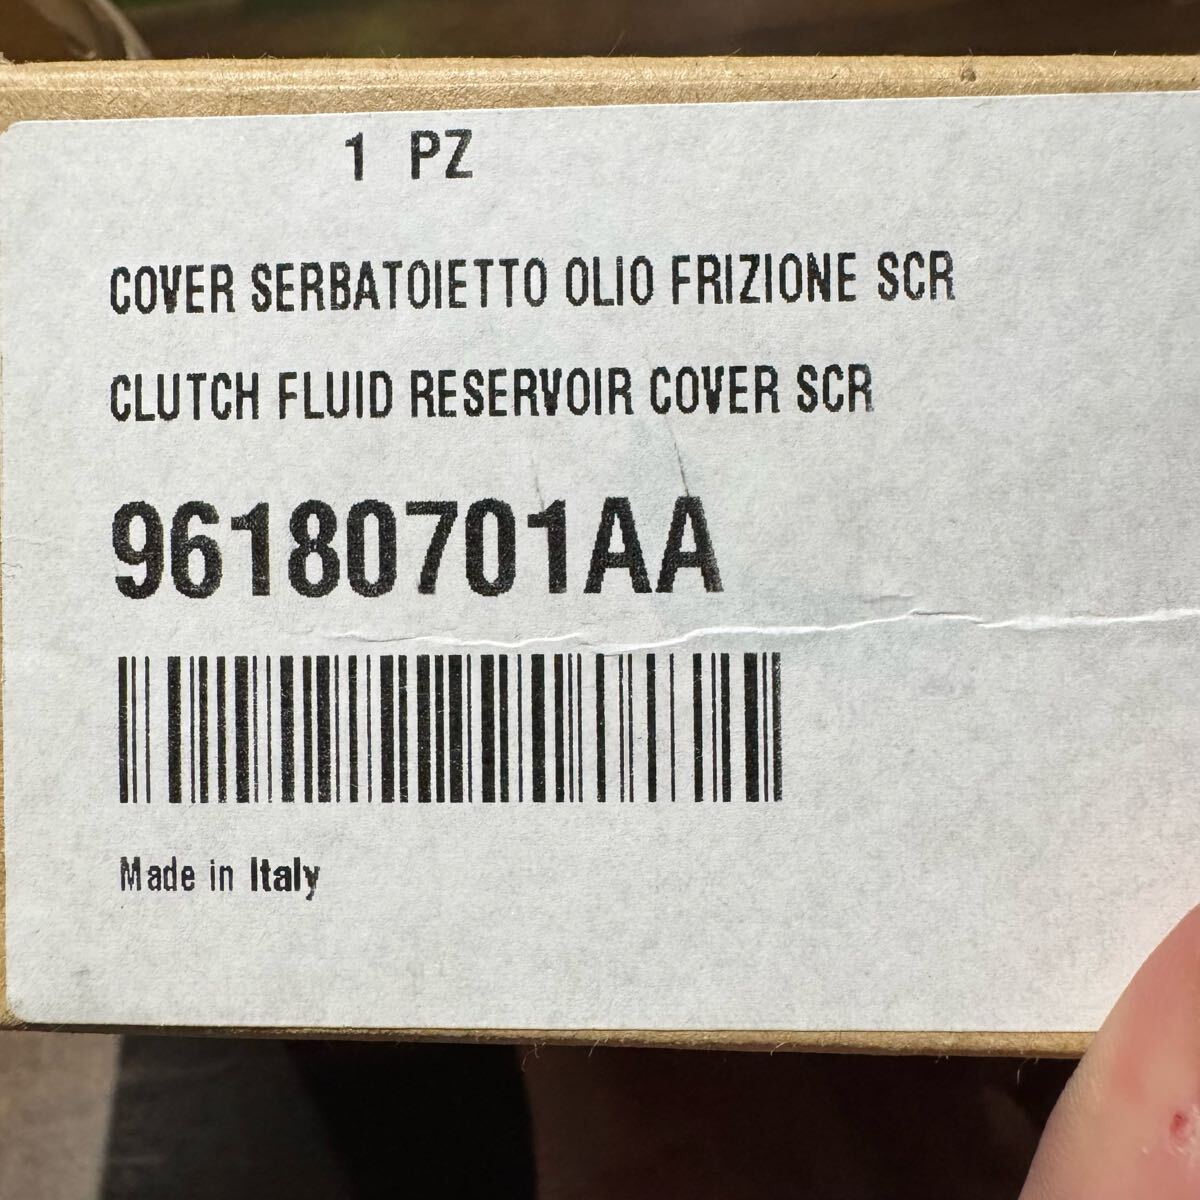 1 PZ
COVER SERBATOIETTO OLIO FRIZIONE SCR
CLUTCH FLUID RESERVOIR COVER SCR
96180701AA
Made in Italy